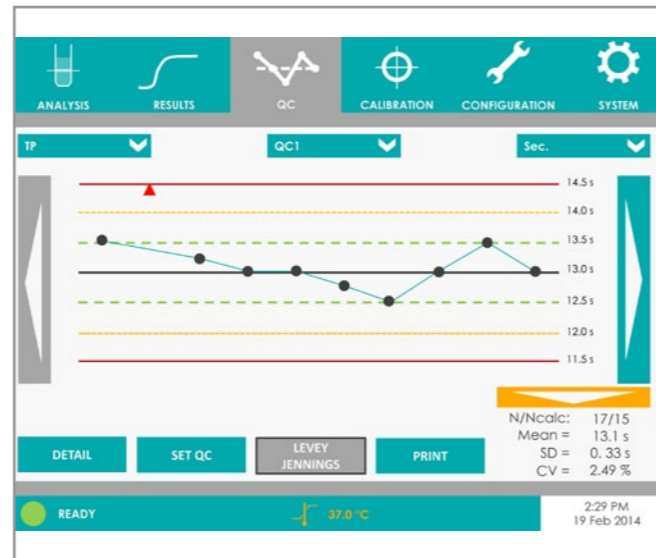 ANALYSIS RESULTS QC CALIBRATION CONFIGURATION SYSTEM
TP QC1 Sec.
14.5 s
14.0 s
13.5 s
13.0 s
12.5 s
12.0 s
11.5 s
N/Ncalc: 17/15
Mean = 13.1 s
SD = 0. 33 s
CV = 2.49 %
DETAIL SET QC LEVEY
JENNINGS PRINT
READY 37.0 °C 2:29 PM
19 Feb 2014